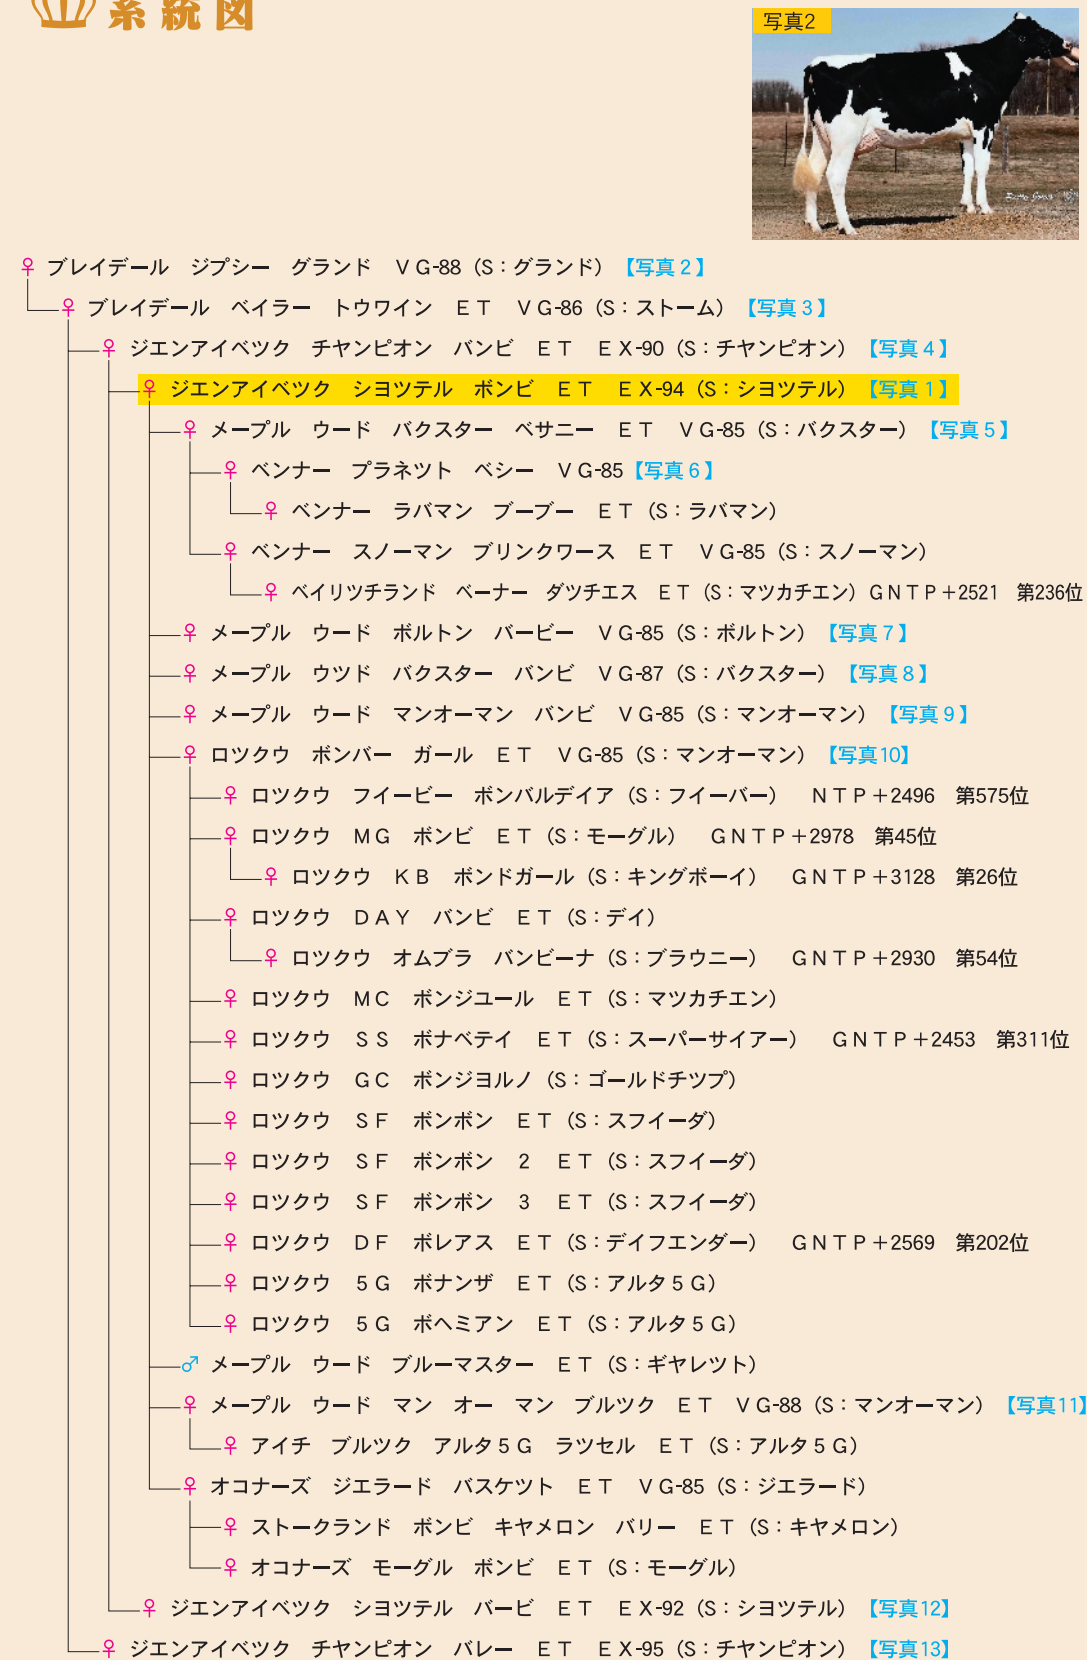 系統図
写真2
♀ ブレイデール　ジプシー　グランド　ＶＧ-88（S：グランド）【写真２】
♀ ブレイデール　ベイラー　トウワイン　ＥＴ　ＶＧ-86（S：ストーム）【写真３】
♀ ジエンアイベツク　チヤンピオン　バンビ　ＥＴ　ＥＸ-90（S：チヤンピオン）【写真４】
♀ ジエンアイベツク　シヨツテル　ボンビ　ＥＴ　ＥＸ-94（S：シヨツテル）【写真１】
♀ メープル　ウード　バクスター　ベサニー　ＥＴ　ＶＧ-85（S：バクスター）【写真５】
♀ ベンナー　プラネツト　ベシー　ＶＧ-85【写真６】
♀ ベンナー　ラバマン　ブーブー　ＥＴ（S：ラバマン）
♀ ベンナー　スノーマン　ブリンクワース　ＥＴ　ＶＧ-85（S：スノーマン）
♀ ベイリツチランド　ベーナー　ダツチエス　ＥＴ（S：マツカチエン）ＧＮＴＰ＋2521　第236位
♀ メープル　ウード　ボルトン　バービー　ＶＧ-85（S：ボルトン）【写真７】
♀ メープル　ウツド　バクスター　バンビ　ＶＧ-87（S：バクスター）【写真８】
♀ メープル　ウード　マンオーマン　バンビ　ＶＧ-85（S：マンオーマン）【写真９】
♀ ロツクウ　ボンバー　ガール　ＥＴ　ＶＧ-85（S：マンオーマン）【写真10】
♀ ロツクウ　フイービー　ボンバルデイア（S：フイーバー）　ＮＴＰ＋2496　第575位
♀ ロツクウ　ＭＧ　ボンビ　ＥＴ（S：モーグル）　ＧＮＴＰ＋2978　第45位
♀ ロツクウ　ＫＢ　ボンドガール（S：キングボーイ）　ＧＮＴＰ＋3128　第26位
♀ ロツクウ　ＤＡＹ　バンビ　ＥＴ（S：デイ）
♀ ロツクウ　オムブラ　バンビーナ（S：ブラウニー）　ＧＮＴＰ＋2930　第54位
♀ ロツクウ　ＭＣ　ボンジユール　ＥＴ（S：マツカチエン）
♀ ロツクウ　ＳＳ　ボナベテイ　ＥＴ（S：スーパーサイアー）　ＧＮＴＰ＋2453　第311位
♀ ロツクウ　ＧＣ　ボンジヨルノ（S：ゴールドチツプ）
♀ ロツクウ　ＳＦ　ボンボン　ＥＴ（S：スフイーダ）
♀ ロツクウ　ＳＦ　ボンボン　２　ＥＴ（S：スフイーダ）
♀ ロツクウ　ＳＦ　ボンボン　３　ＥＴ（S：スフイーダ）
♀ ロツクウ　ＤＦ　ボレアス　ＥＴ（S：デイフエンダー）　ＧＮＴＰ＋2569　第202位
♀ ロツクウ　５Ｇ　ボナンザ　ＥＴ（S：アルタ５Ｇ）
♀ ロツクウ　５Ｇ　ボヘミアン　ＥＴ（S：アルタ５Ｇ）
♂ メープル　ウード　ブルーマスター　ＥＴ（S：ギヤレツト）
♀ メープル　ウード　マン　オー　マン　ブルツク　ＥＴ　ＶＧ-88（S：マンオーマン）【写真11】
♀ アイチ　ブルツク　アルタ５Ｇ　ラツセル　ＥＴ（S：アルタ５Ｇ）
♀ オコナーズ　ジエラード　バスケツト　ＥＴ　ＶＧ-85（S：ジエラード）
♀ ストークランド　ボンビ　キヤメロン　バリー　ＥＴ（S：キヤメロン）
♀ オコナーズ　モーグル　ボンビ　ＥＴ（S：モーグル）
♀ ジエンアイベツク　シヨツテル　バービ　ＥＴ　ＥＸ-92（S：シヨツテル）【写真12】
♀ ジエンアイベツク　チヤンピオン　バレー　ＥＴ　ＥＸ-95（S：チヤンピオン）【写真13】